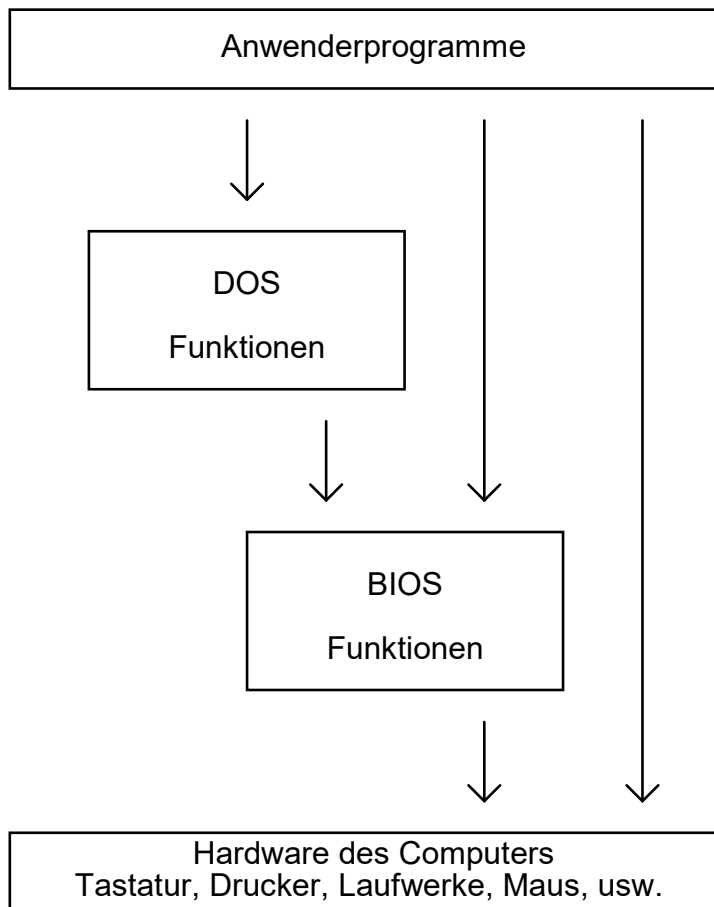 Anwenderprogramme
DOS
Funktionen
BIOS
Funktionen
Hardware des Computers
Tastatur, Drucker, Laufwerke, Maus, usw.